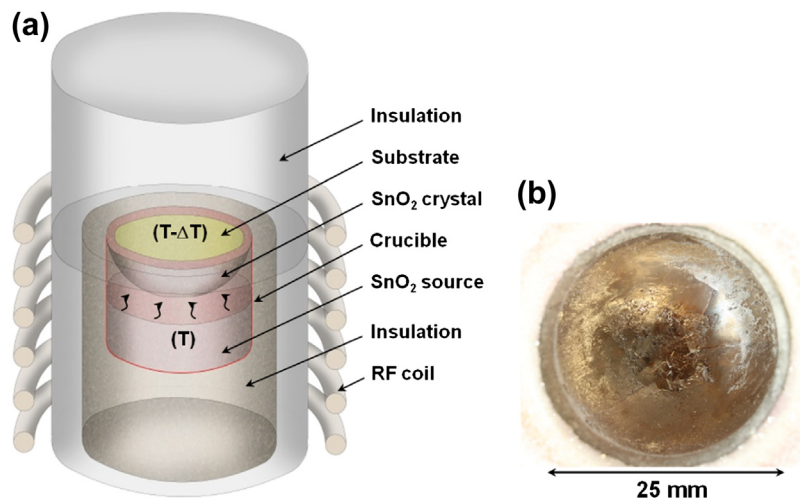 (a)
Insulation
Substrate
SnO₂ crystal
Crucible
SnO₂ source
Insulation
RF coil
(T-ΔT)
(T)
(b)
25 mm